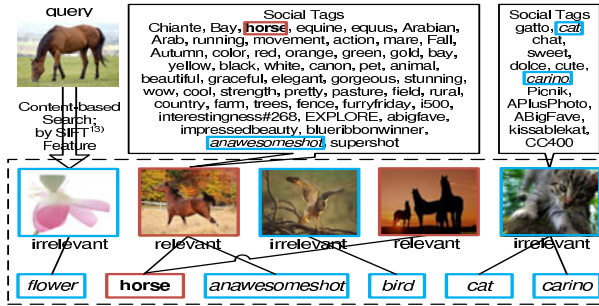 query
Content-based
Search;
by SIFT13)
Feature
Social Tags
Chiante, Bay, horse, equine, equus, Arabian,
Arab, running, movement, action, mare, Fall,
Autumn, color, red, orange, green, gold, bay,
yellow, black, white, canon, pet, animal,
beautiful, graceful, elegant, gorgeous, stunning,
wow, cool, strength, pretty, pasture, field, rural,
country, farm, trees, fence, furryfriday, i500,
interestingness#268, EXPLORE, abigfave,
impressedbeauty, blueribbonwinner,
anawesomeshot, supershot
Social Tags
gatto, cat,
chat,
sweet,
dolce, cute,
carino,
Picnik,
APlusPhoto,
ABigFave,
kissablekat,
CC400
irrelevant relevant irrelevant relevant irrelevant
flower horse anawesomeshot bird cat carino